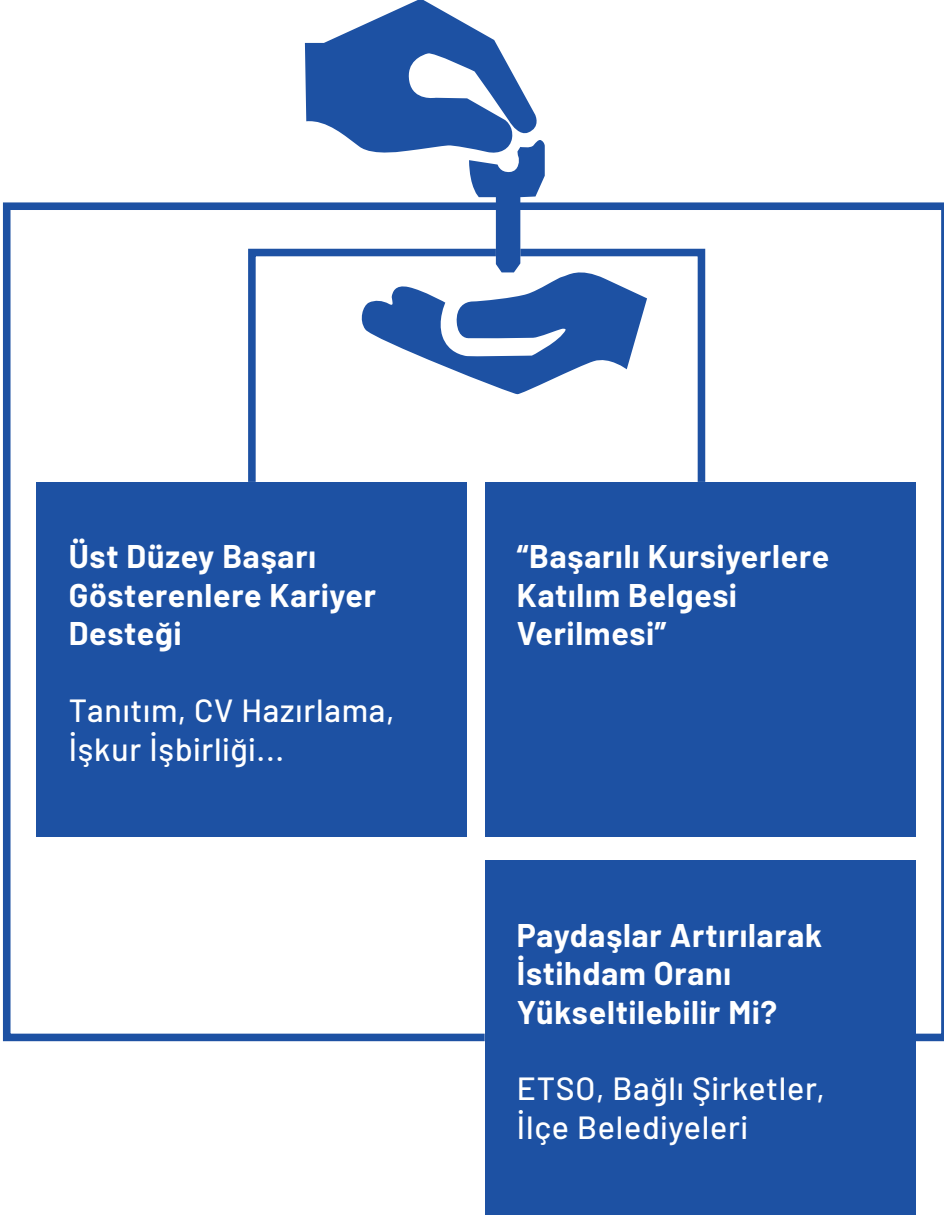 Üst Düzey Başarı
Gösterenlere Kariyer
Desteği
Tanıtım, CV Hazırlama,
İşkur İşbirliği...
“Başarılı Kursiyerlere
Katılım Belgesi
Verilmesi”
Paydaşlar Artırılarak
İstihdam Oranı
Yükseltilebilir Mi?
ETSO, Bağlı Şirketler,
İlçe Belediyeleri